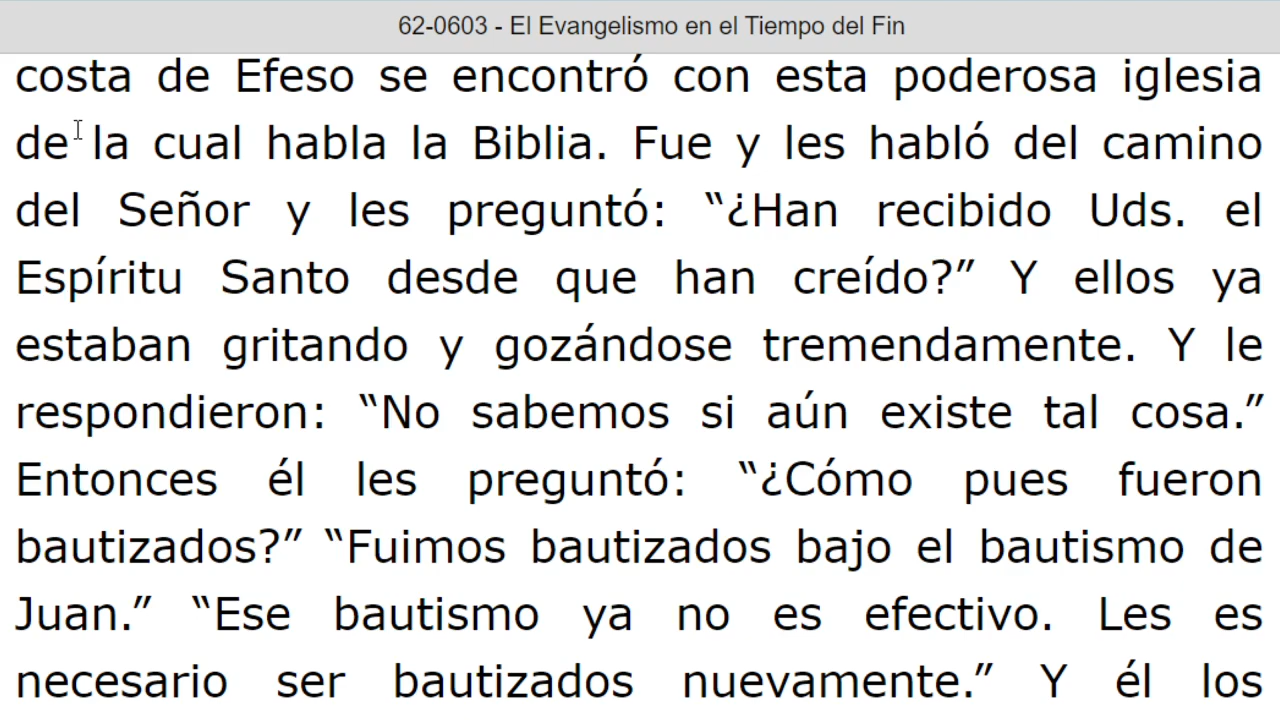 62-0603 - El Evangelismo en el Tiempo del Fin
costa de Efeso se encontró con esta poderosa iglesia
de la cual habla la Biblia. Fue y les habló del camino
del Señor y les preguntó: “¿Han recibido Uds. el
Espíritu Santo desde que han creído?” Y ellos ya
estaban gritando y gozándose tremendamente. Y le
respondieron: “No sabemos si aún existe tal cosa.”
Entonces él les preguntó: “¿Cómo pues fueron
bautizados?” “Fuimos bautizados bajo el bautismo de
Juan.” “Ese bautismo ya no es efectivo. Les es
necesario ser bautizados nuevamente.” Y él los